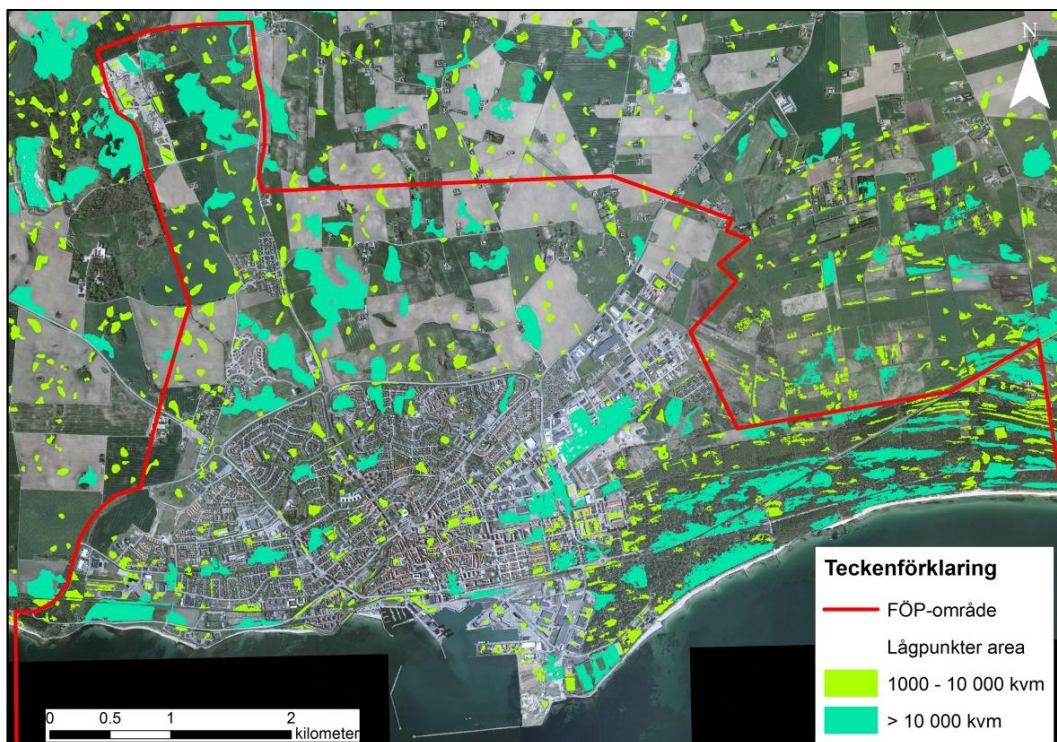 N
Teckenförklaring
FÖP-område
Lågpunkter area
1000 - 10 000 kvm
> 10 000 kvm
0 0.5 1 2
kilometer